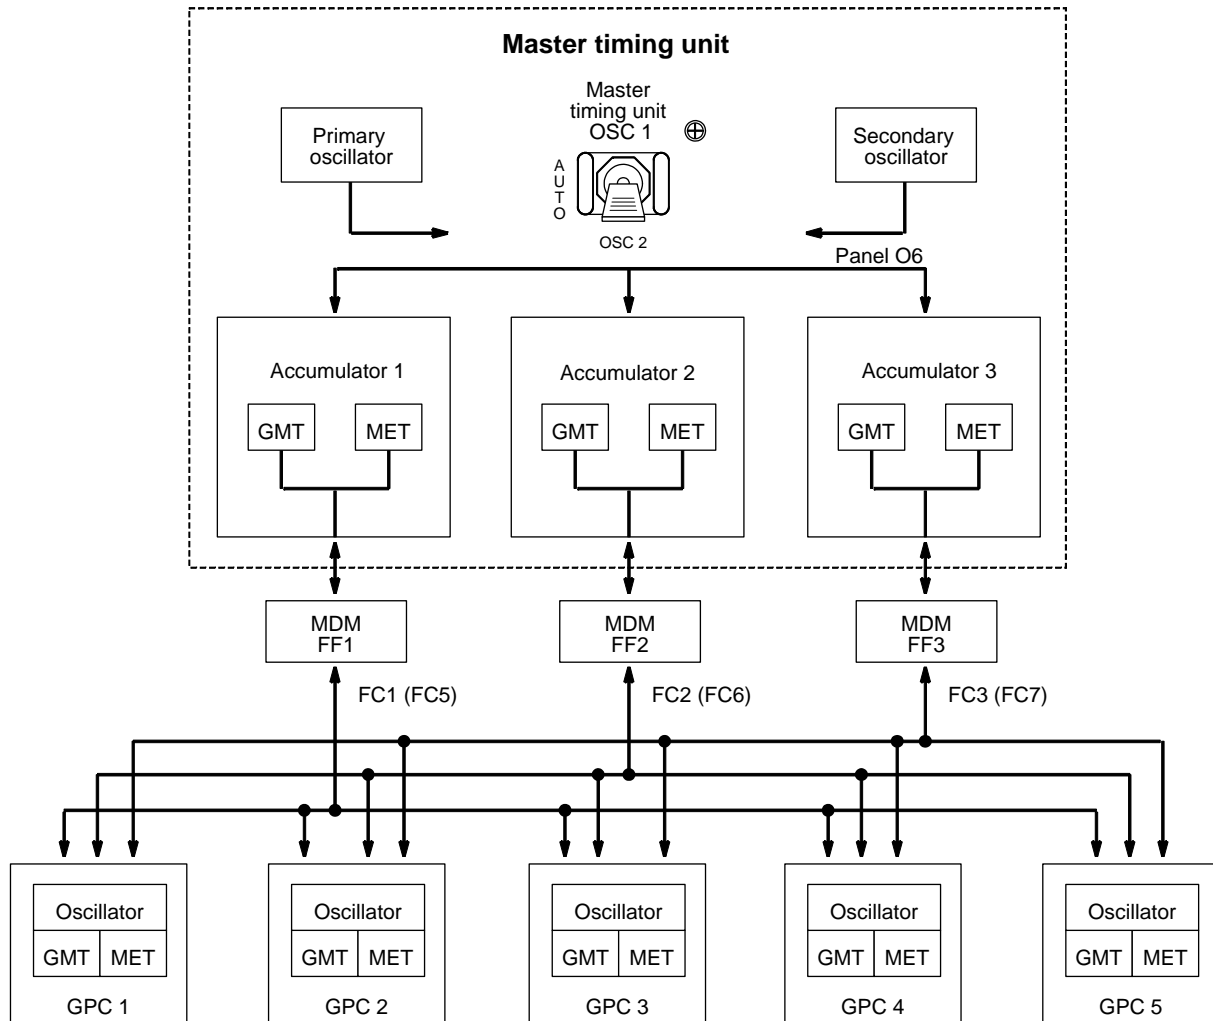 Master timing unit
Master
timing unit
OSC 1
Primary
oscillator
Secondary
oscillator
AUTO
OSC 2
Panel O6
Accumulator 1
Accumulator 2
Accumulator 3
GMT MET
GMT MET
GMT MET
MDM
FF1
MDM
FF2
MDM
FF3
FC1 (FC5)
FC2 (FC6)
FC3 (FC7)
Oscillator
GMT MET
GPC 1
Oscillator
GMT MET
GPC 2
Oscillator
GMT MET
GPC 3
Oscillator
GMT MET
GPC 4
Oscillator
GMT MET
GPC 5